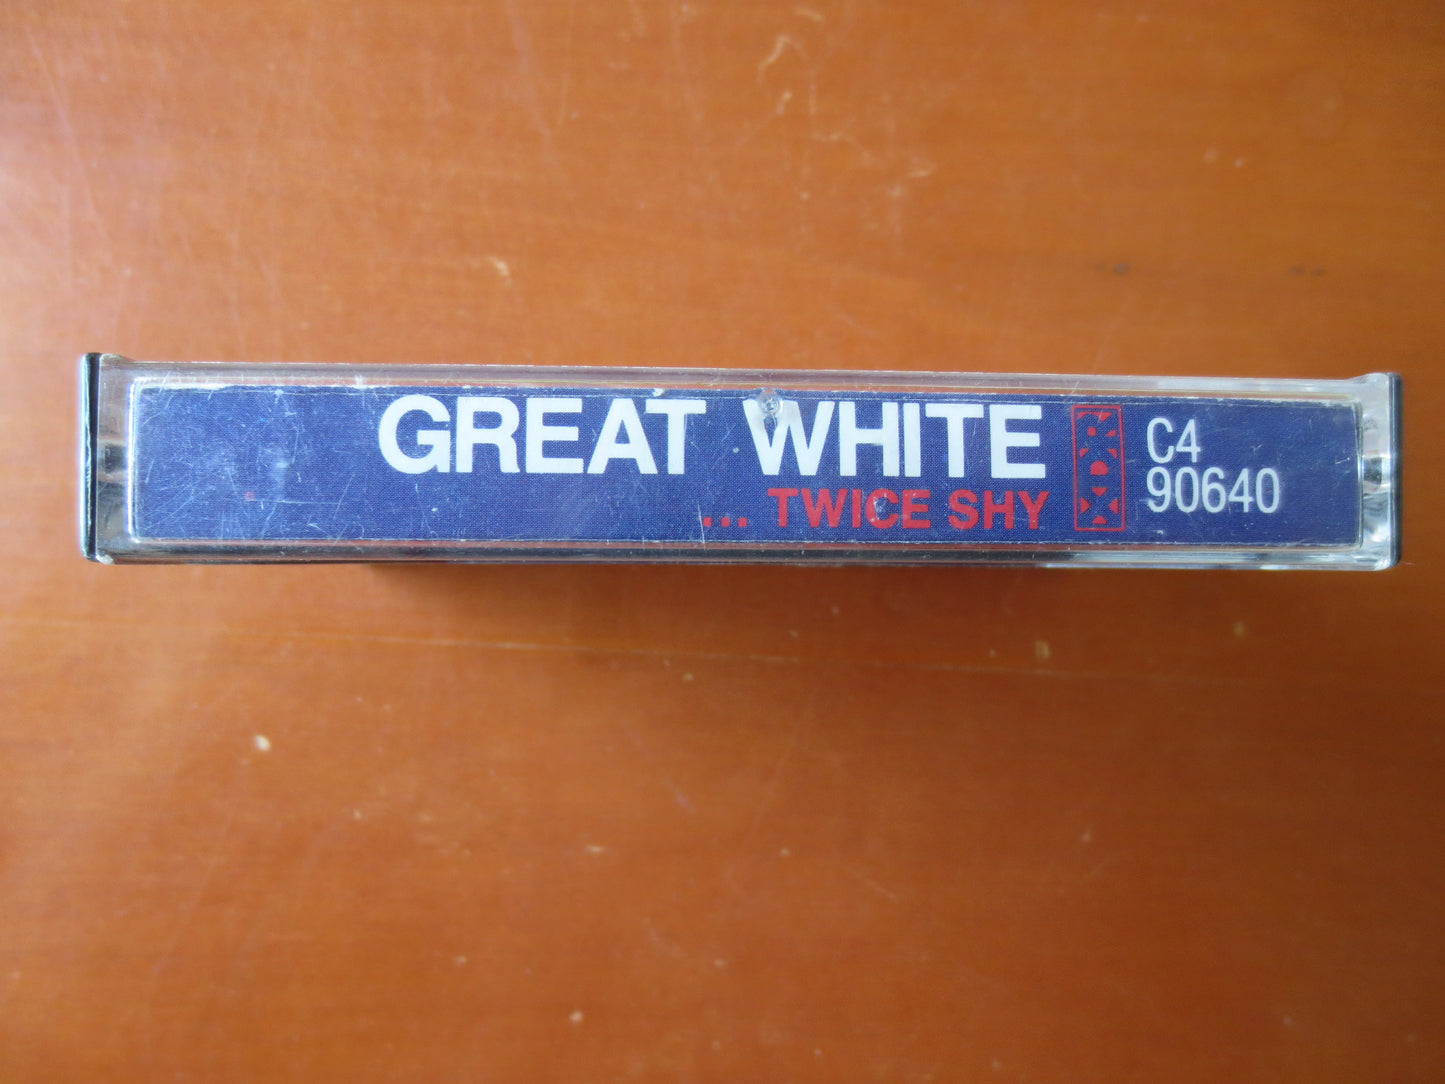 GREAT WHITE
... TWICE SHY
C4
90640